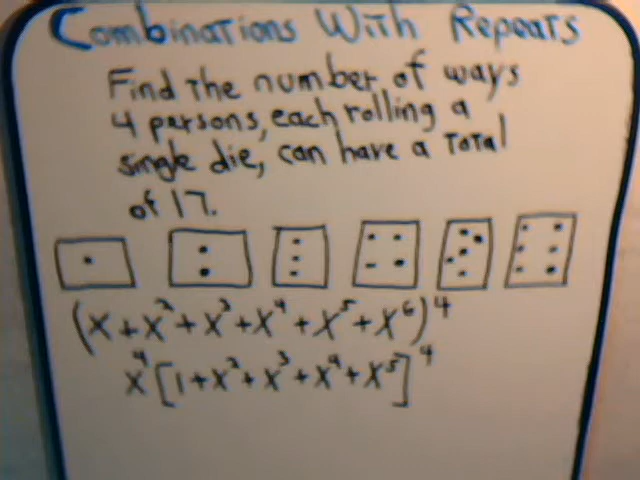 Combinations With Repeats
Find the number of ways
4 persons, each rolling a
single die, can have a total
of 17.
(x + x² + x³ + x⁴ + x⁵ + x⁶)⁴
x⁴[1 + x² + x³ + x⁴ + x⁵]⁴